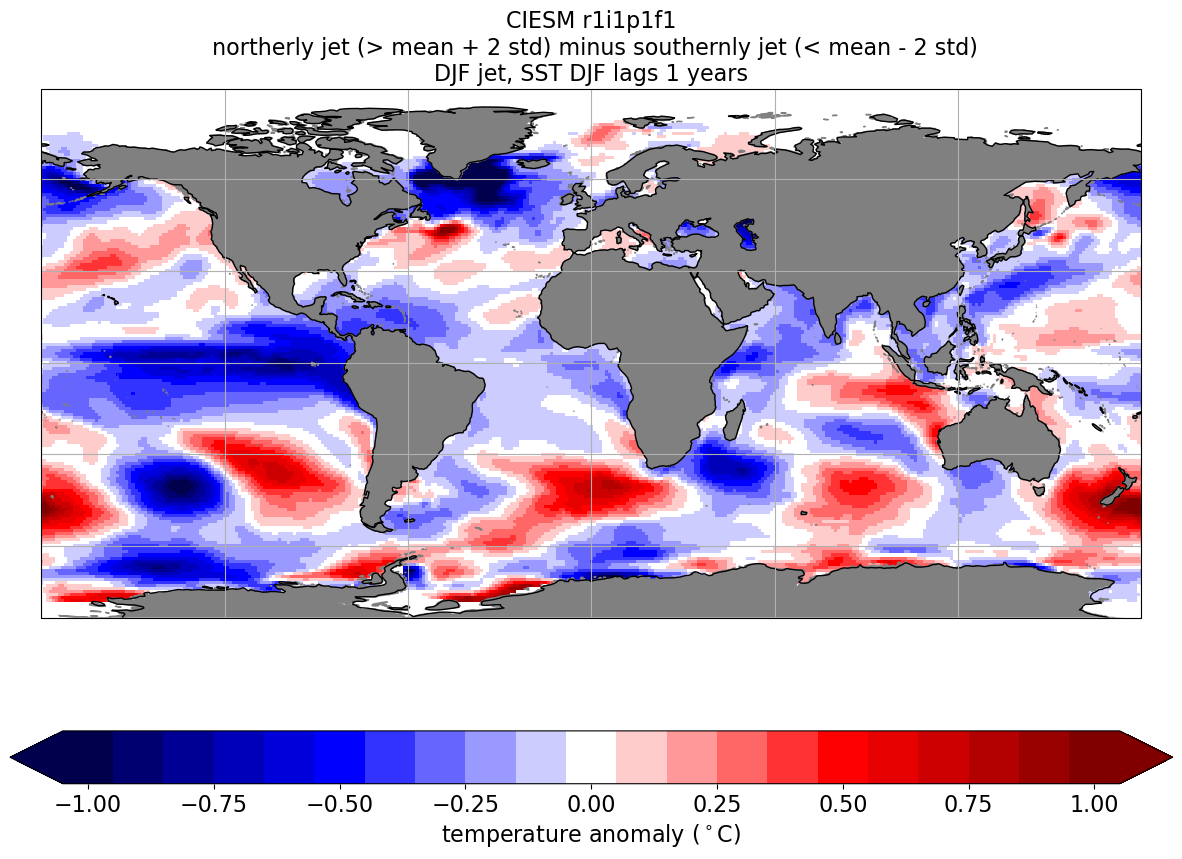 CIESM r1i1p1f1
northerly jet (> mean + 2 std) minus southernly jet (< mean - 2 std)
DJF jet, SST DJF lags 1 years
−1.00 −0.75 −0.50 −0.25 0.00 0.25 0.50 0.75 1.00
temperature anomaly (°C)